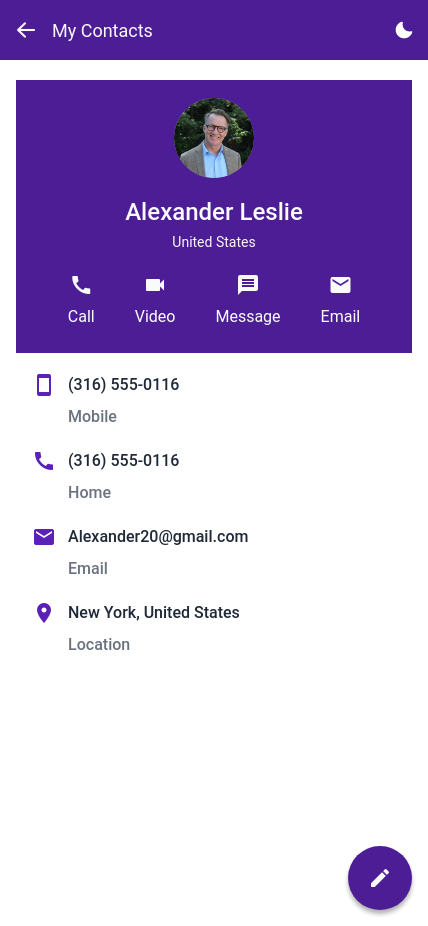 My Contacts
Alexander Leslie
United States
Call Video Message Email
(316) 555-0116
Mobile
(316) 555-0116
Home
Alexander20@gmail.com
Email
New York, United States
Location